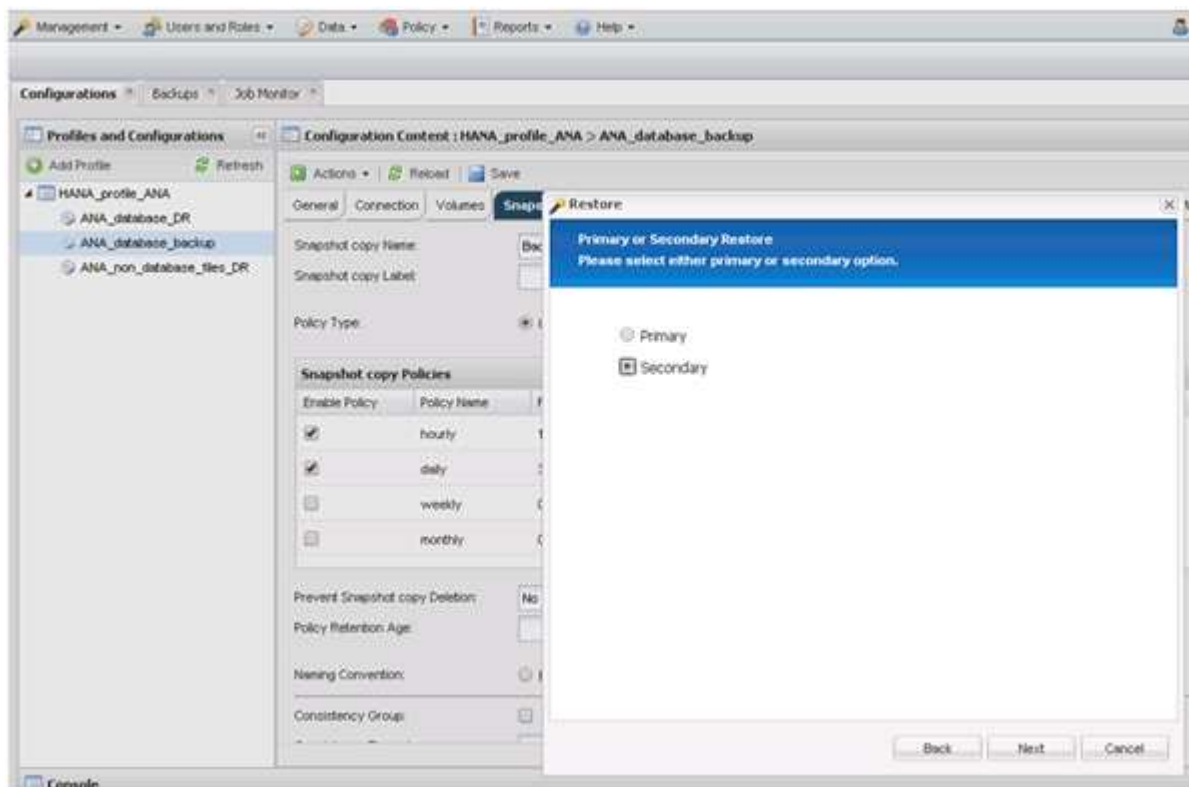 Management Users and Roles Data Policy Reports Help
Configurations Backups Job Monitor
Profiles and Configurations
Add Profile Refresh
HANA_profile_ANA
ANA_database_DR
ANA_database_backup
ANA_non_database_files_DR
Configuration Content : HANA_profile_ANA > ANA_database_backup
Actions Reload Save
General Connection Volumes Snaps
Snapshot copy Name: Bac
Snapshot copy Label:
Policy Type:
Snapshot copy Policies
Enable Policy Policy Name
hourly 1
daily
weekly
monthly
Prevent Snapshot copy Deletion: No
Policy Retention Age:
Naming Convention:
Consistency Group:
Restore
Primary or Secondary Restore
Please select either primary or secondary option.
Primary
Secondary
Back Next Cancel
Console